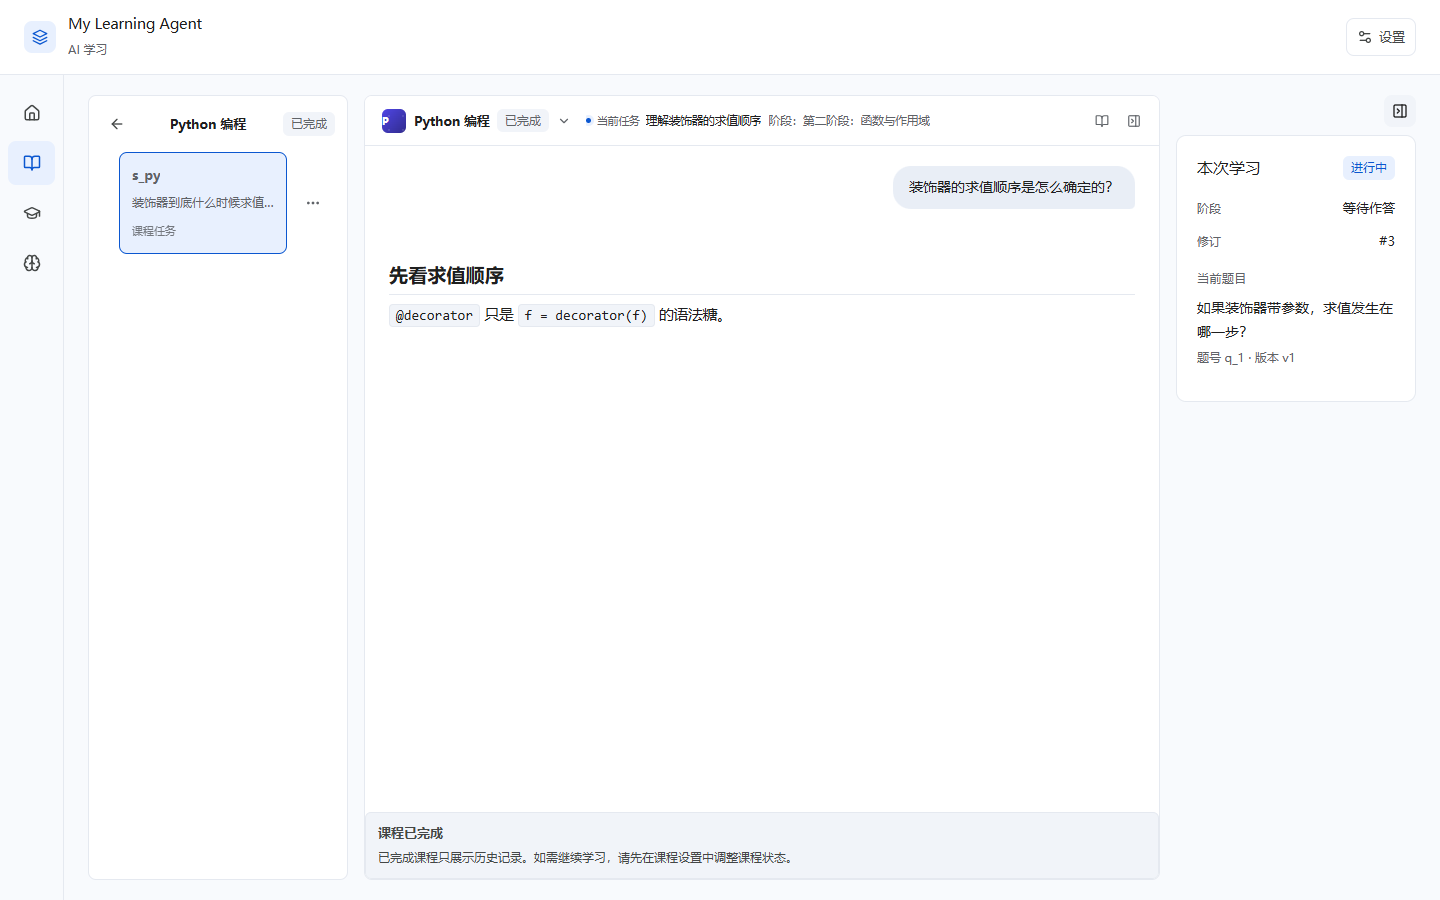 My Learning Agent
AI 学习
设置
Python 编程
已完成
s_py
装饰器到底什么时候求值...
课程任务
P
Python 编程
已完成
当前任务 理解装饰器的求值顺序 阶段：第二阶段：函数与作用域
装饰器的求值顺序是怎么确定的？
先看求值顺序
@decorator 只是 f = decorator(f) 的语法糖。
课程已完成
已完成课程只展示历史记录。如需继续学习，请先在课程设置中调整课程状态。
本次学习
进行中
阶段
等待作答
修订
#3
当前题目
如果装饰器带参数，求值发生在
哪一步？
题号 q_1 · 版本 v1